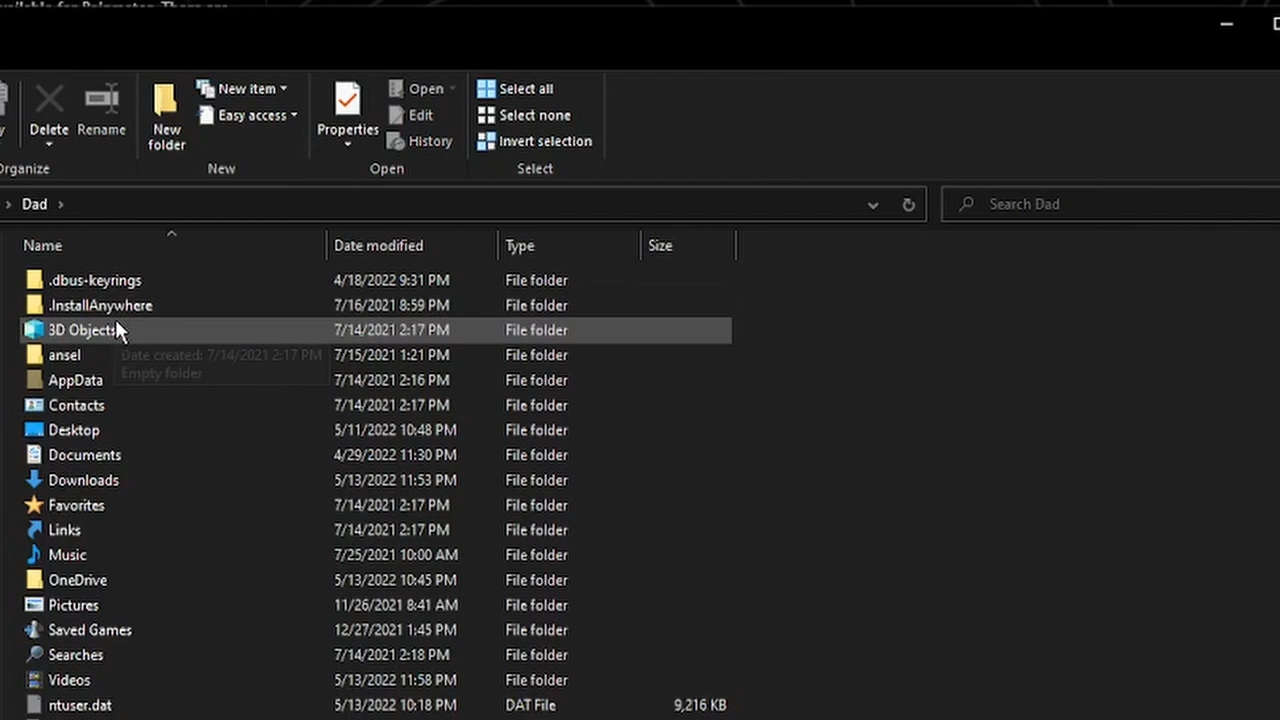 Delete
Rename
New
folder
New item
Easy access
Properties
Open
Edit
History
Select all
Select none
Invert selection
New
Open
Select
Dad
Search Dad
Name Date modified Type Size
.dbus-keyrings 4/18/2022 9:31 PM File folder
.InstallAnywhere 7/16/2021 8:59 PM File folder
3D Objects 7/14/2021 2:17 PM File folder
ansel 7/15/2021 1:21 PM File folder
Date created: 7/14/2021 2:17 PM
Empty folder
AppData 7/14/2021 2:16 PM File folder
Contacts 7/14/2021 2:17 PM File folder
Desktop 5/11/2022 10:48 PM File folder
Documents 4/29/2022 11:30 PM File folder
Downloads 5/13/2022 11:53 PM File folder
Favorites 7/14/2021 2:17 PM File folder
Links 7/14/2021 2:17 PM File folder
Music 7/25/2021 10:00 AM File folder
OneDrive 5/13/2022 10:45 PM File folder
Pictures 11/26/2021 8:41 AM File folder
Saved Games 12/27/2021 1:45 PM File folder
Searches 7/14/2021 2:18 PM File folder
Videos 5/13/2022 11:58 PM File folder
ntuser.dat 5/13/2022 10:18 PM DAT File 9,216 KB